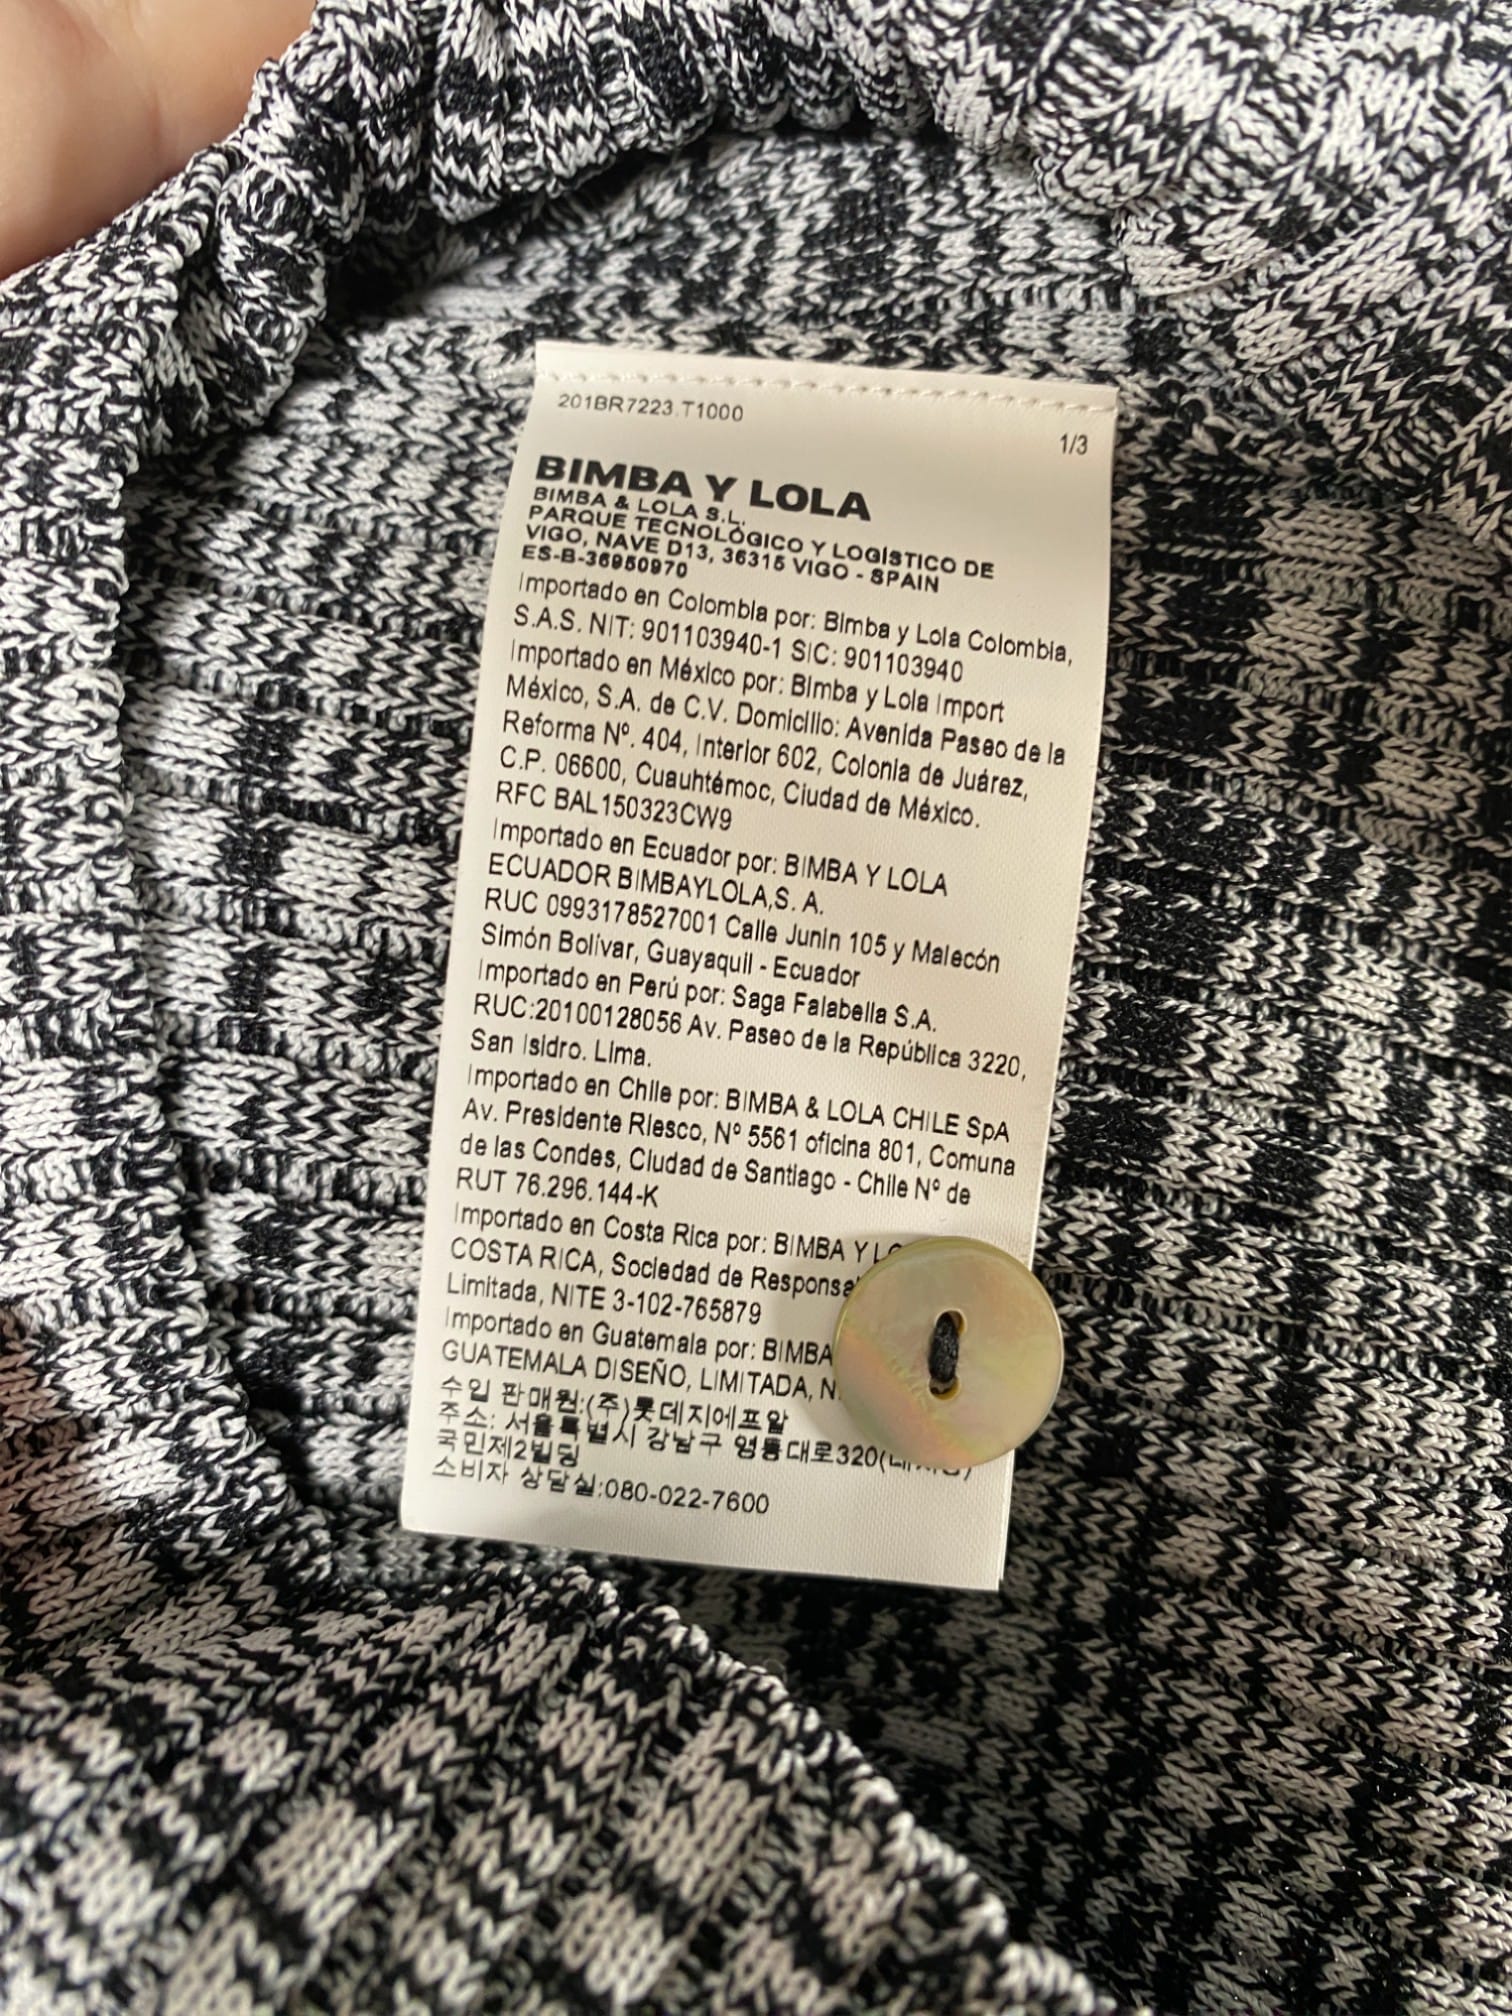 201BR7223.T1000
1/3
BIMBA Y LOLA
BIMBA & LOLA S.L.
PARQUE TECNOLÓGICO Y LOGÍSTICO DE
VIGO, NAVE D13, 36315 VIGO - SPAIN
ES-B-36950970
Importado en Colombia por: Bimba y Lola Colombia,
S.A.S. NIT: 901103940-1 SIC: 901103940
Importado en México por: Bimba y Lola Import
México, S.A. de C.V. Domicilio: Avenida Paseo de la
Reforma Nº. 404, Interior 602, Colonia de Juárez,
C.P. 06600, Cuauhtémoc, Ciudad de México.
RFC BAL150323CW9
Importado en Ecuador por: BIMBA Y LOLA
ECUADOR BIMBAYLOLA,S. A.
RUC 0993178527001 Calle Junin 105 y Malecón
Simón Bolívar, Guayaquil - Ecuador
Importado en Perú por: Saga Falabella S.A.
RUC:20100128056 Av. Paseo de la República 3220,
San Isidro. Lima.
Importado en Chile por: BIMBA & LOLA CHILE SpA
Av. Presidente Riesco, Nº 5561 oficina 801, Comuna
de las Condes, Ciudad de Santiago - Chile Nº de
RUT 76.296.144-K
Importado en Costa Rica por: BIMBA Y
COSTA RICA, Sociedad de
Limitada, NITE 3-102-765879
Importado en Guatemala por: BIMBA
GUATEMALA DISEÑO, LIMITADA,
수입 판매원:(주)롯데지에프알
주소: 서울특별시 강남구 영동대로320(
국민제2빌딩
소비자 상담실:080-022-7600